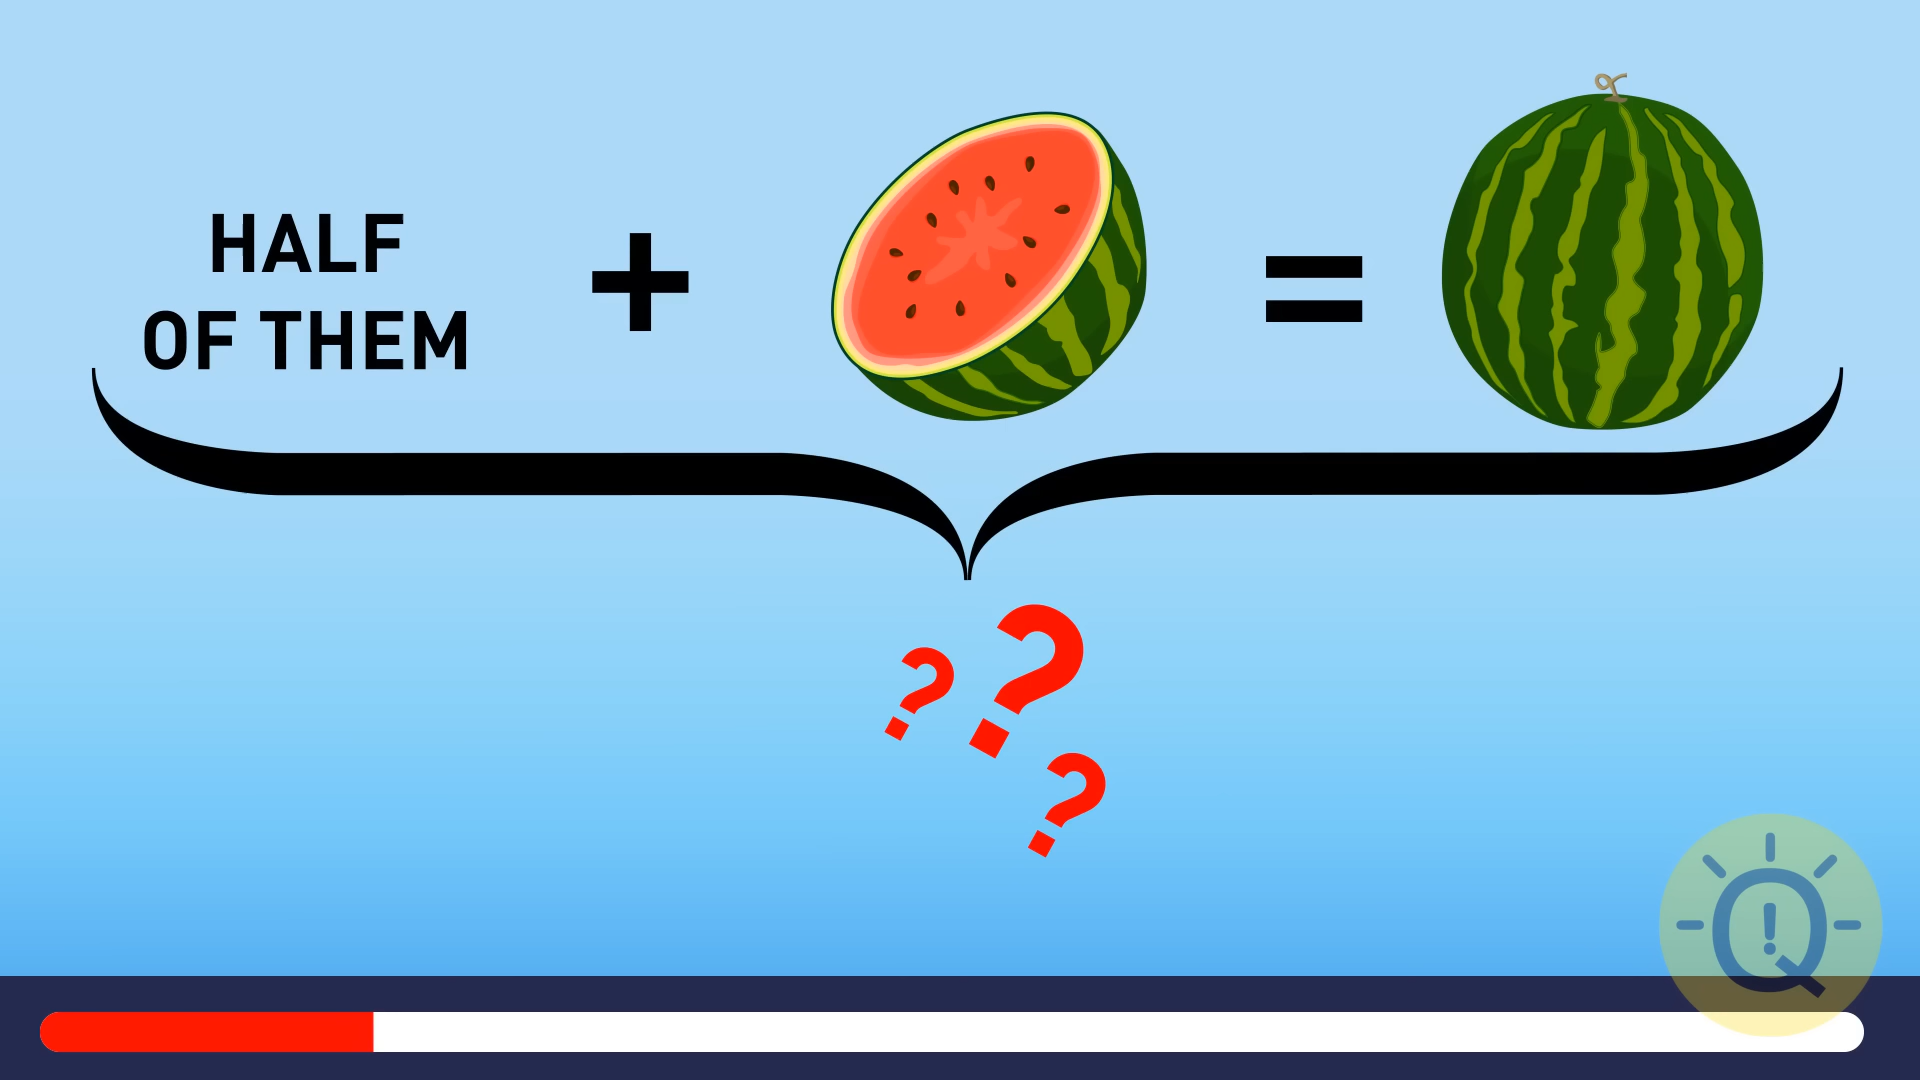 HALF
OF THEM
+
=
? ?
?
Q!